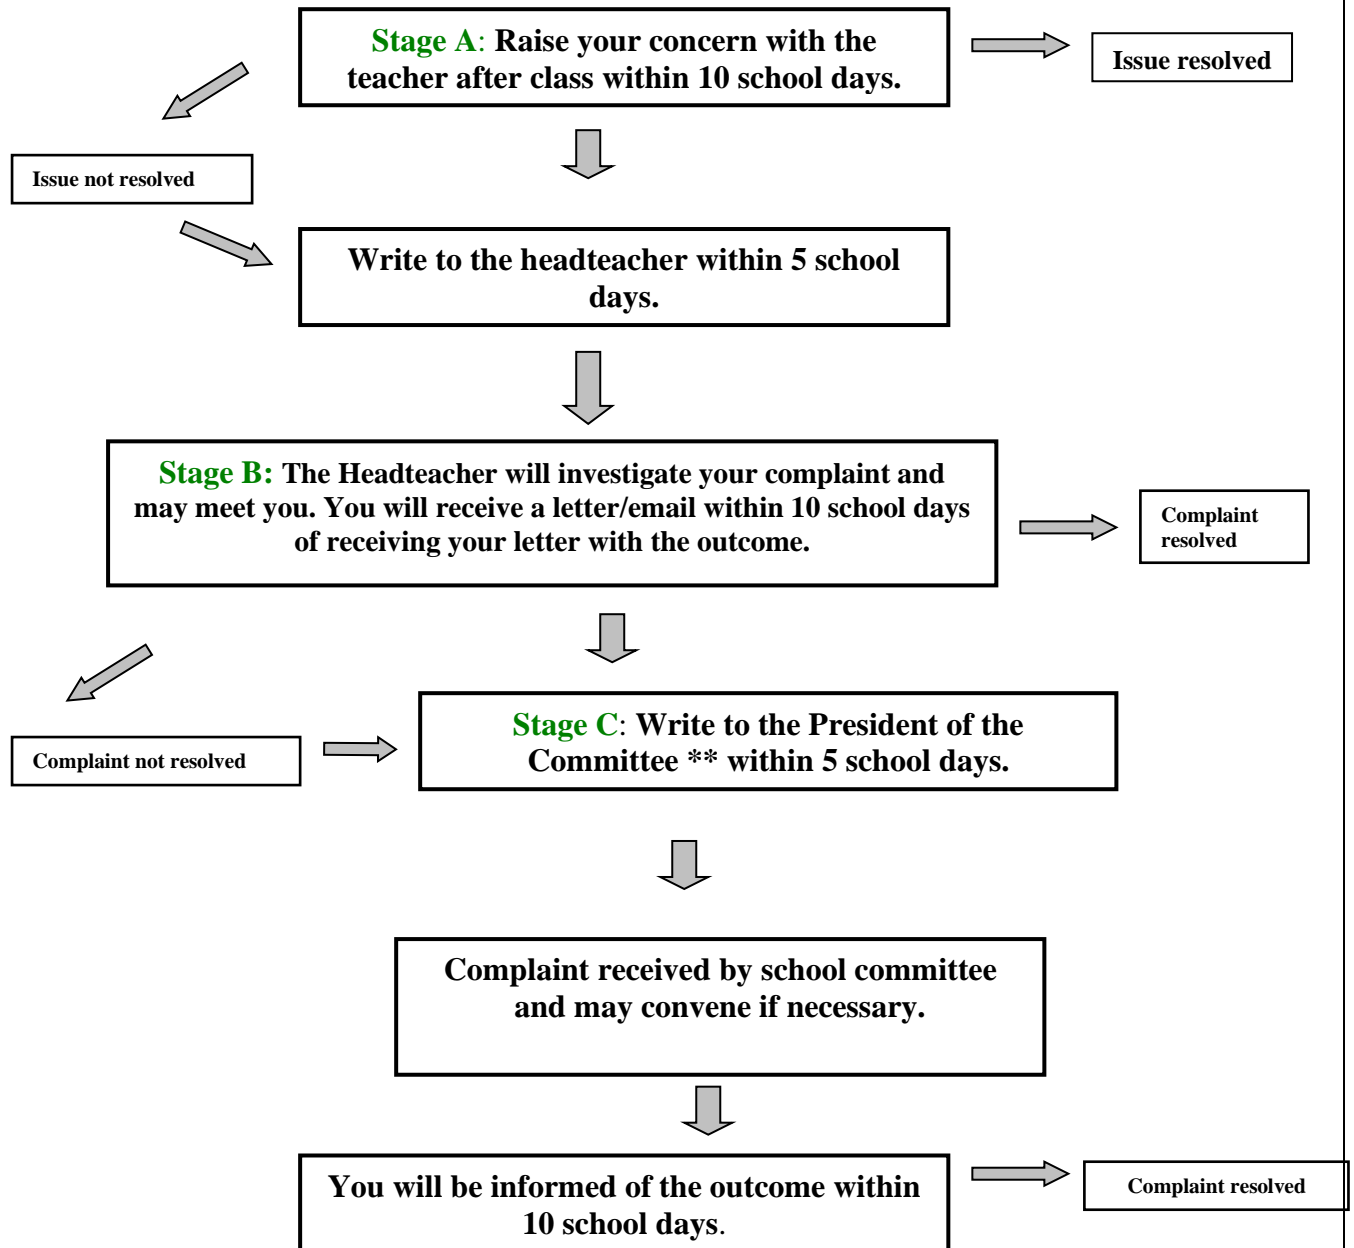 Stage A: Raise your concern with the
teacher after class within 10 school days.
Issue resolved
Issue not resolved
Write to the headteacher within 5 school
days.
Stage B: The Headteacher will investigate your complaint and
may meet you. You will receive a letter/email within 10 school days
of receiving your letter with the outcome.
Complaint
resolved
Stage C: Write to the President of the
Committee ** within 5 school days.
Complaint not resolved
Complaint received by school committee
and may convene if necessary.
You will be informed of the outcome within
10 school days.
Complaint resolved